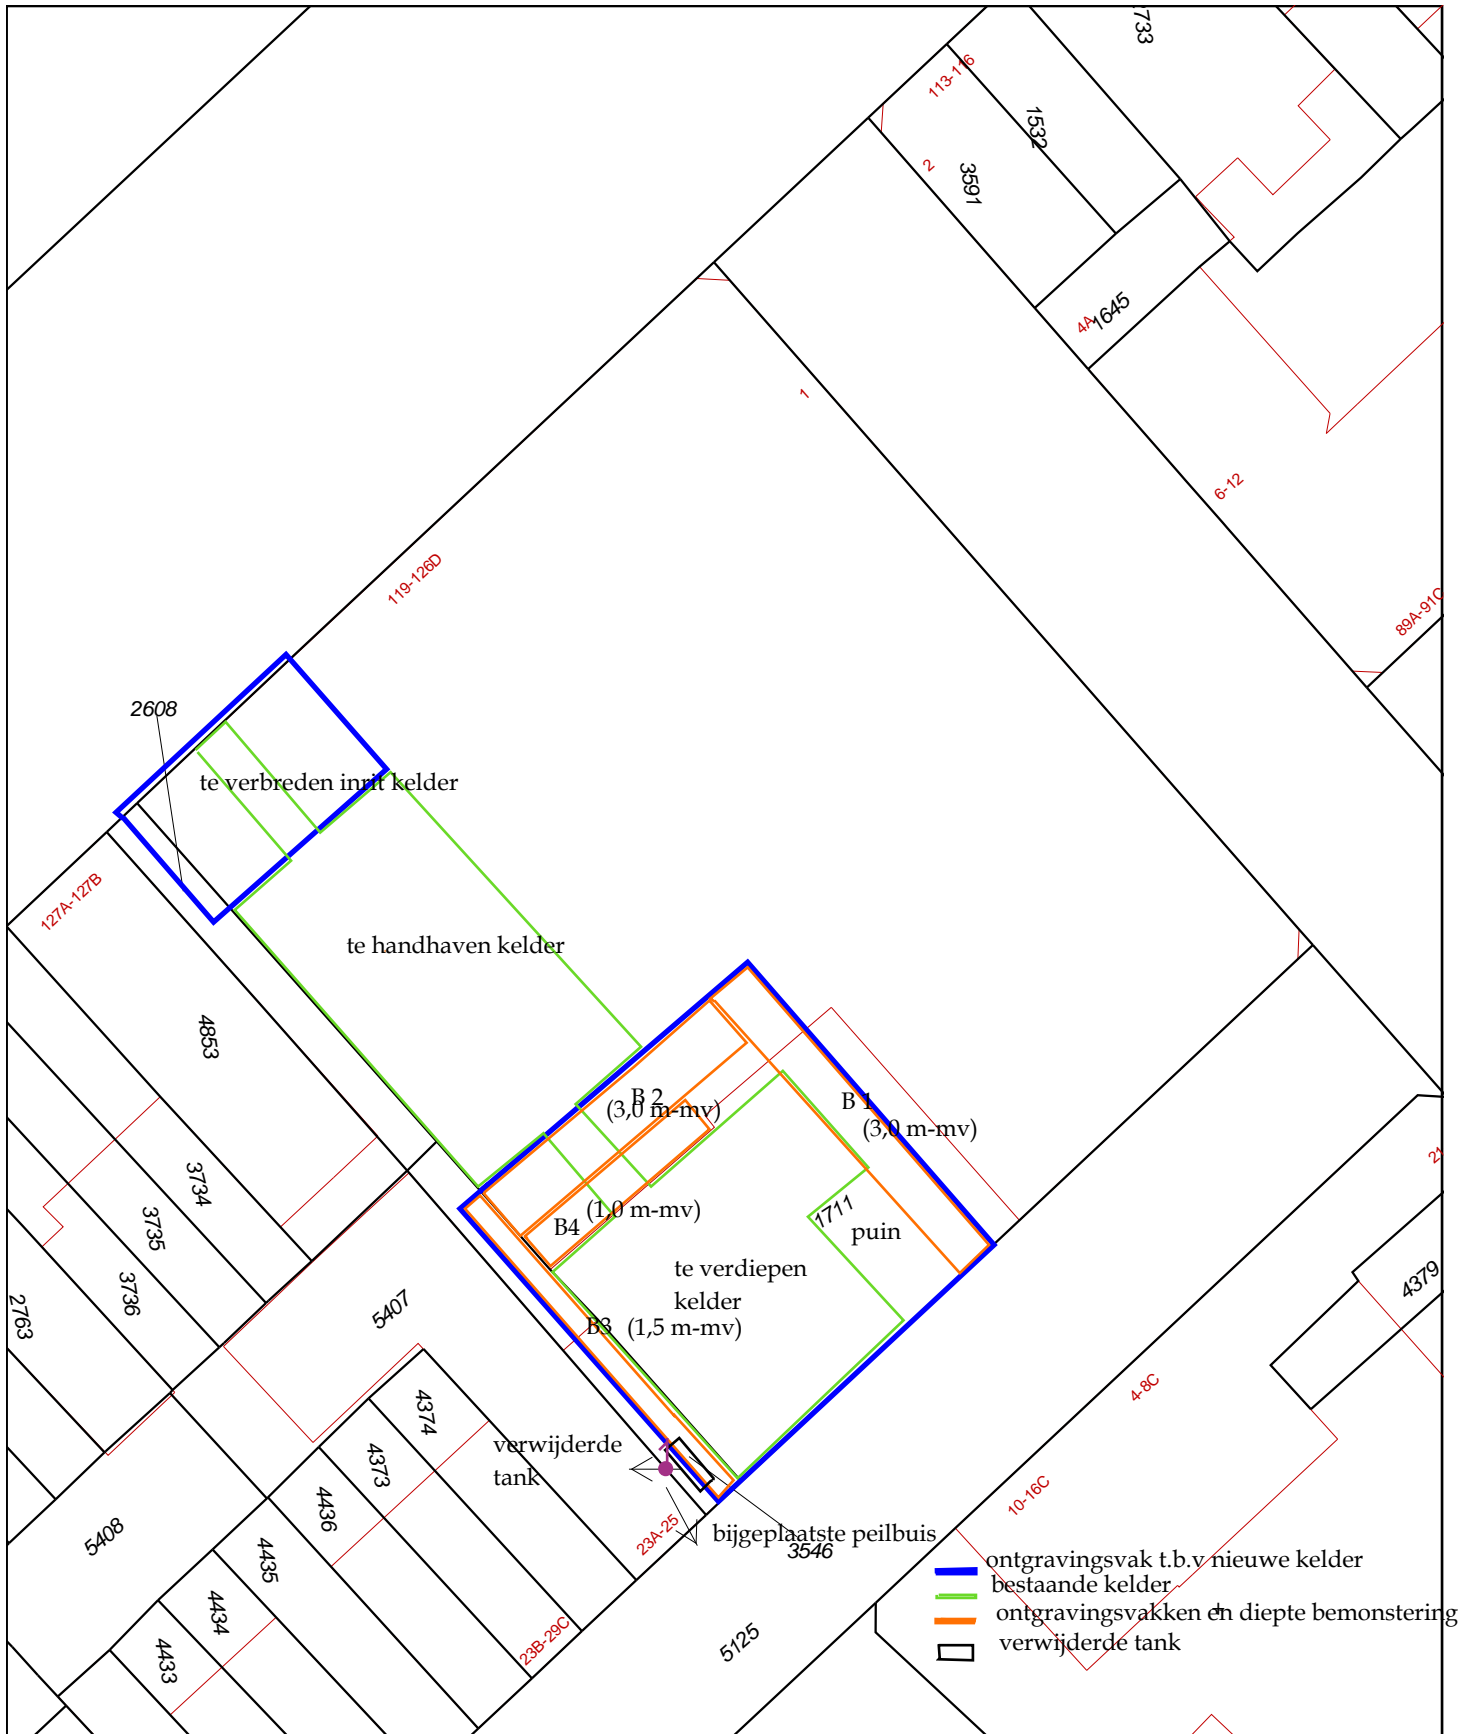 2733
113-116
1532
2
3591
4A
1645
1
6-12
119-126D
89A-91C
2608
te verbreden inrit kelder
127A-127B
te handhaven kelder
4853
B 2
(3,0 m-mv)
B 1
(3,0 m-mv)
21
3734
3735
3736
2763
5407
B4
(1,0 m-mv)
1711
puin
te verdiepen
kelder
B3
(1,5 m-mv)
4379
4-8C
4374
4373
4436
4435
4434
4433
verwijderde
tank
10-16C
5408
23A-25
bijgeplaatste peilbuis
3546
23B-29C
5125
ontgravingsvak t.b.v nieuwe kelder
bestaande kelder
ontgravingsvakken en diepte bemonstering
verwijderde tank